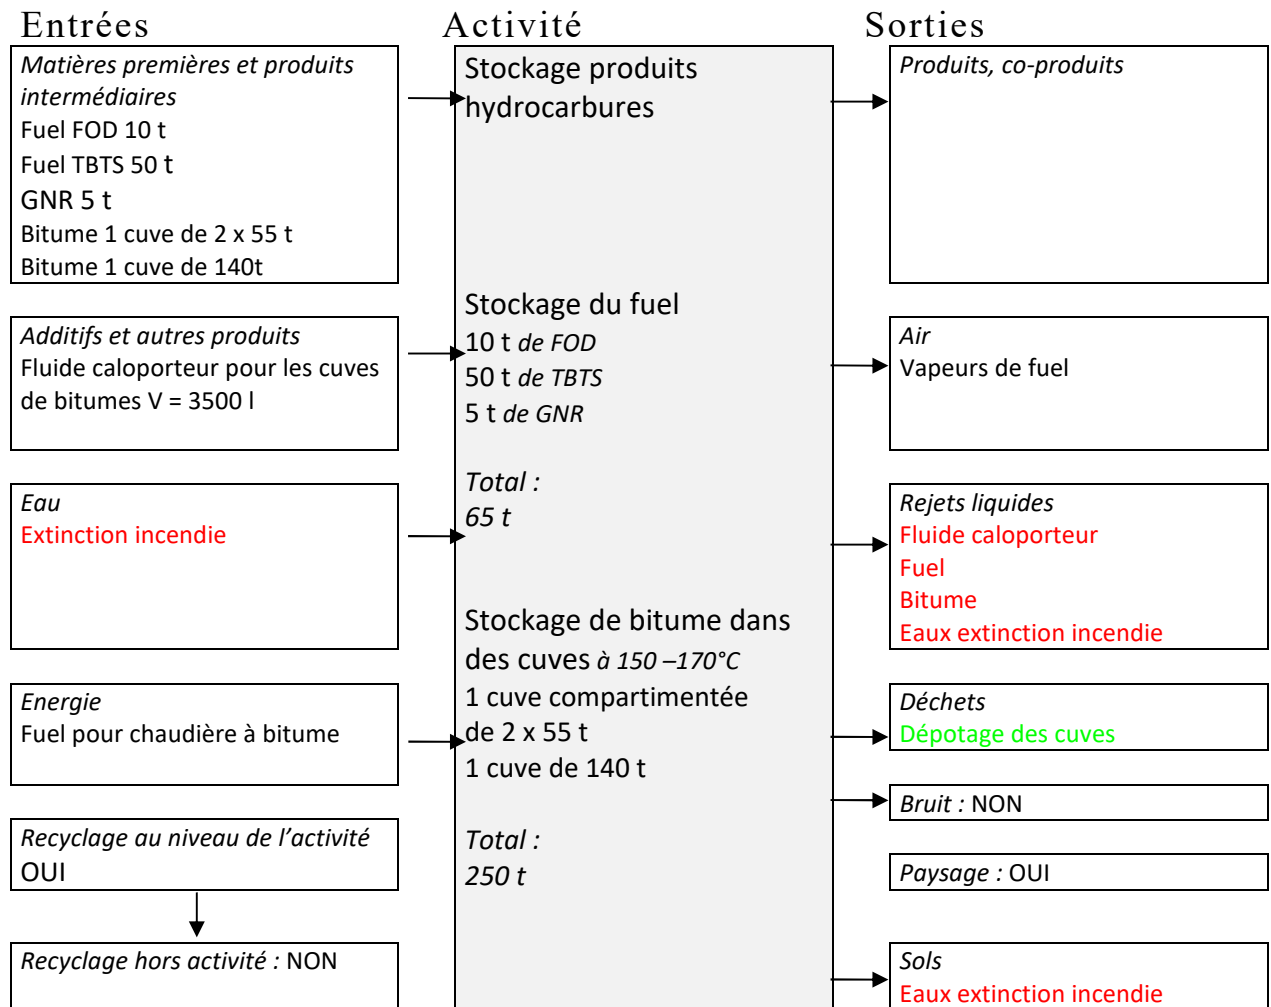 Entrées
Matières premières et produits
intermédiaires
Fuel FOD 10 t
Fuel TBTS 50 t
GNR 5 t
Bitume 1 cuve de 2 x 55 t
Bitume 1 cuve de 140t
Additifs et autres produits
Fluide caloporteur pour les cuves
de bitumes V = 3500 l
Eau
Extinction incendie
Energie
Fuel pour chaudière à bitume
Recyclage au niveau de l’activité
OUI
Recyclage hors activité : NON
Activité
Stockage produits
hydrocarbures
Stockage du fuel
10 t de FOD
50 t de TBTS
5 t de GNR
Total :
65 t
Stockage de bitume dans
des cuves à 150 –170°C
1 cuve compartimentée
de 2 x 55 t
1 cuve de 140 t
Total :
250 t
Sorties
Produits, co-produits
Air
Vapeurs de fuel
Rejets liquides
Fluide caloporteur
Fuel
Bitume
Eaux extinction incendie
Déchets
Dépotage des cuves
Bruit : NON
Paysage : OUI
Sols
Eaux extinction incendie